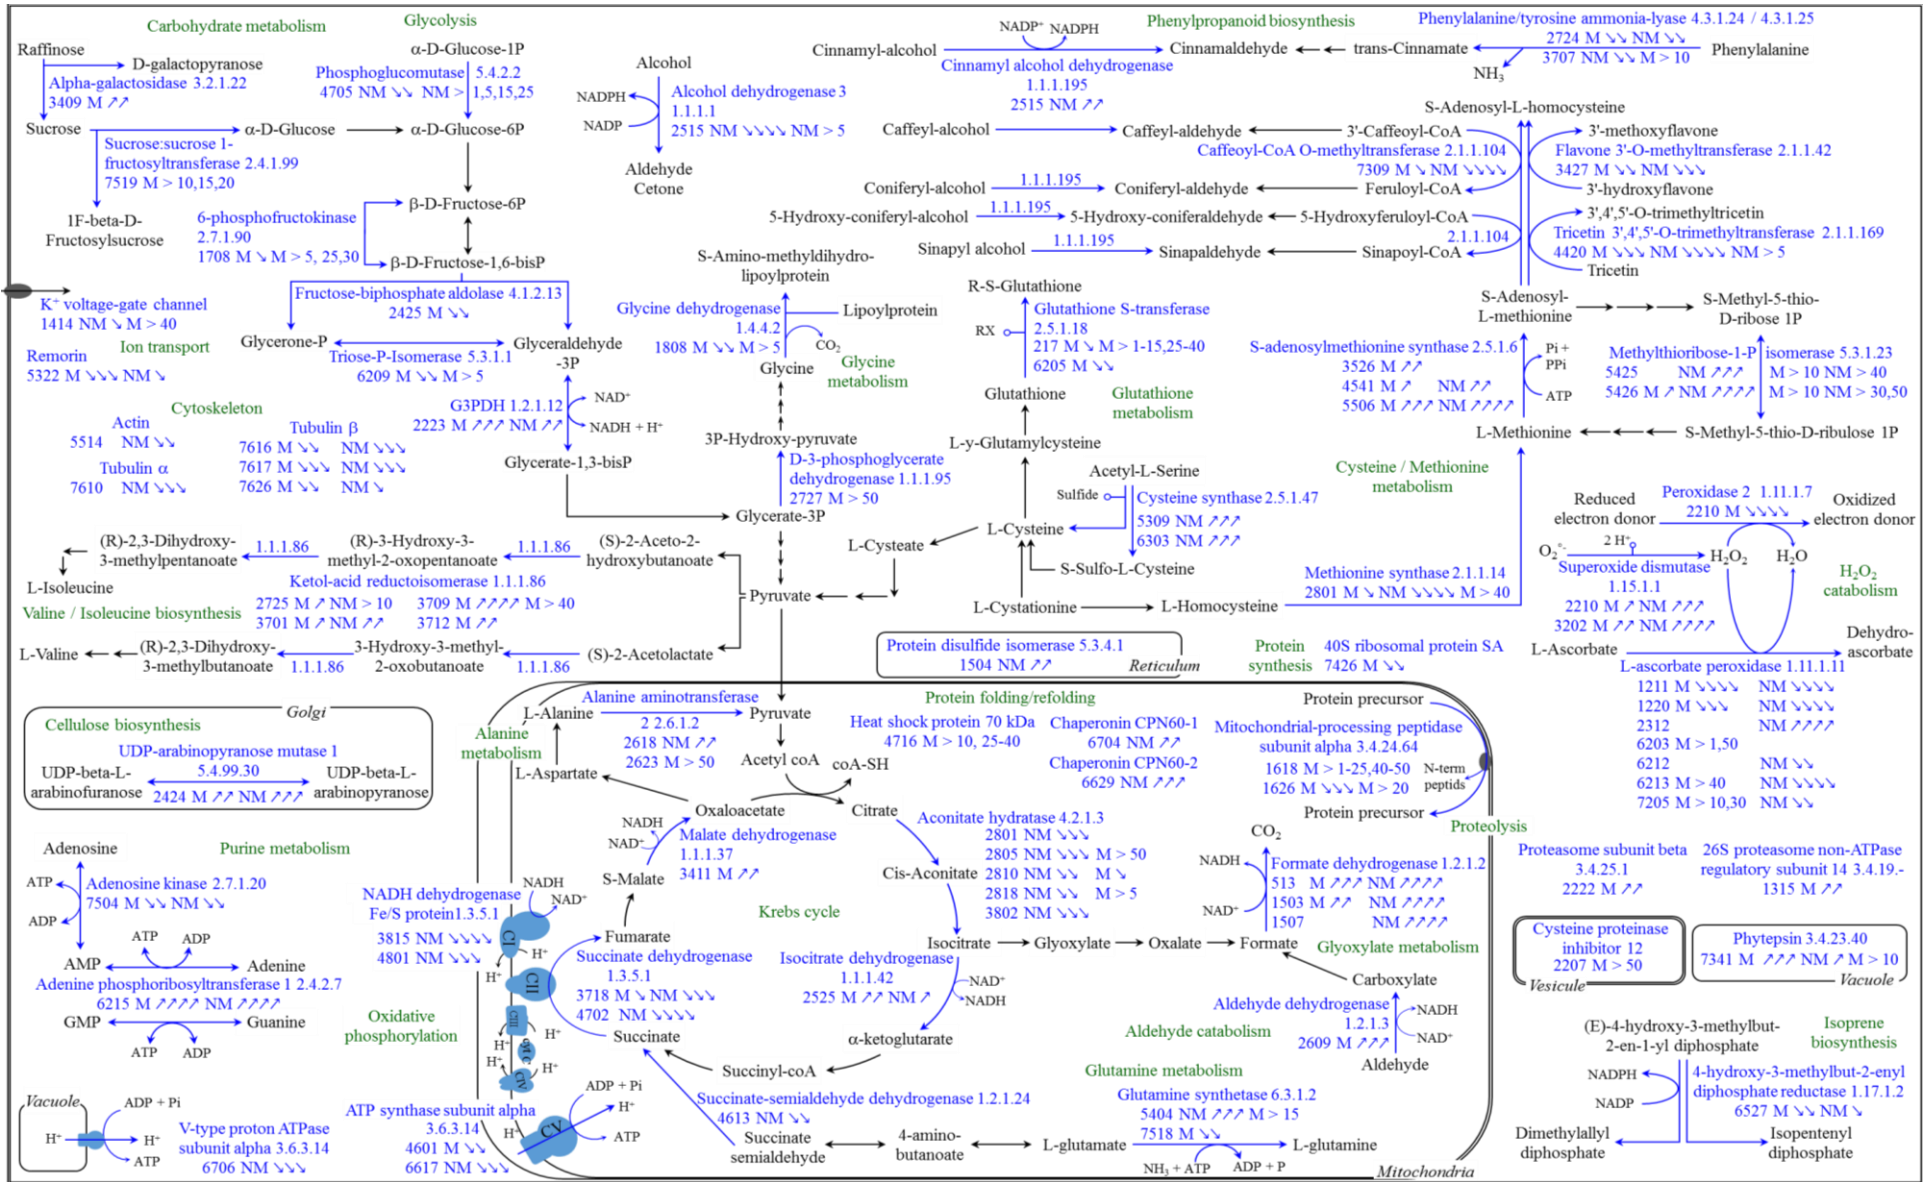 Carbohydrate metabolism
Raffinose
D-galactopyranose
Alpha-galactosidase 3.2.1.22
3409 M ↗↗
Sucrose
α-D-Glucose
Sucrose:sucrose 1-
fructosyltransferase 2.4.1.99
7519 M > 10,15,20
1F-beta-D-
Fructosylsucrose
Glycolysis
α-D-Glucose-1P
Phosphoglucomutase 5.4.2.2
4705 NM ↘↘ NM > 1,5,15,25
α-D-Glucose-6P
β-D-Fructose-6P
6-phosphofructokinase
2.7.1.90
1708 M ↘ M > 5, 25,30
β-D-Fructose-1,6-bisP
Fructose-biphosphate aldolase 4.1.2.13
2425 M ↘↘
Glycerone-P
Glyceraldehyde
-3P
Triose-P-Isomerase 5.3.1.1
6209 M ↘↘ M > 5
G3PDH 1.2.1.12
2223 M ↗↗↗ NM ↗↗
NAD⁺
NADH + H⁺
Glycerate-1,3-bisP
Glycerate-3P
K⁺ voltage-gate channel
1414 NM ↘ M > 40
Ion transport
Remorin
5322 M ↘↘↘ NM ↘
Cytoskeleton
Actin
5514 NM ↘↘
Tubulin α
7610 NM ↘↘↘
Tubulin β
7616 M ↘↘ NM ↘↘↘
7617 M ↘↘↘ NM ↘↘↘
7626 M ↘↘ NM ↘
Alcohol
NADPH
NADP
Alcohol dehydrogenase 3
1.1.1.1
2515 NM ↘↘↘↘ NM > 5
Aldehyde
Cetone
Phenylpropanoid biosynthesis
NADP⁺ NADPH
Cinnamyl-alcohol
Cinnamaldehyde
trans-Cinnamate
Phenylalanine
Phenylalanine/tyrosine ammonia-lyase 4.3.1.24 / 4.3.1.25
2724 M ↘↘ NM ↘↘
3707 NM ↘↘ M > 10
NH₃
Cinnamyl alcohol dehydrogenase
1.1.1.195
2515 NM ↗↗
S-Adenosyl-L-homocysteine
Caffeyl-alcohol
Caffeyl-aldehyde
3'-Caffeoyl-CoA
Caffeoyl-CoA O-methyltransferase 2.1.1.104
7309 M ↘ NM ↘↘↘↘
Coniferyl-alcohol
1.1.1.195
Coniferyl-aldehyde
Feruloyl-CoA
5-Hydroxy-coniferyl-alcohol
1.1.1.195
5-Hydroxy-coniferaldehyde
5-Hydroxyferuloyl-CoA
Sinapyl alcohol
1.1.1.195
Sinapaldehyde
Sinapoyl-CoA
2.1.1.104
3'-methoxyflavone
Flavone 3'-O-methyltransferase 2.1.1.42
3427 M ↘↘ NM ↘↘↘
3'-hydroxyflavone
3',4',5'-O-trimethyltricetin
Tricetin 3',4',5'-O-trimethyltransferase 2.1.1.169
4420 M ↘↘↘ NM ↘↘↘↘ NM > 5
Tricetin
S-Amino-methyldihydro-
lipoylprotein
Glycine dehydrogenase
1.4.4.2
1808 M ↘↘ M > 5
Lipoylprotein
CO₂
Glycine
Glycine
metabolism
3P-Hydroxy-pyruvate
D-3-phosphoglycerate
dehydrogenase 1.1.1.95
2727 M > 50
R-S-Glutathione
RX
Glutathione S-transferase
2.5.1.18
217 M ↘ M > 1-15,25-40
6205 M ↘↘
Glutathione
Glutathione
metabolism
L-y-Glutamylcysteine
Acetyl-L-Serine
Sulfide
Cysteine synthase 2.5.1.47
5309 NM ↗↗↗
6303 NM ↗↗↗
L-Cysteine
L-Cysteate
S-Sulfo-L-Cysteine
L-Cystationine
L-Homocysteine
Methionine synthase 2.1.1.14
2801 M ↘ NM ↘↘↘↘ M > 40
Cysteine / Methionine
metabolism
S-Adenosyl-
L-methionine
S-Methyl-5-thio-
D-ribose 1P
S-adenosylmethionine synthase 2.5.1.6
3526 M ↗↗
4541 M ↗ NM ↗↗
5506 M ↗↗↗ NM ↗↗↗↗
Pi +
PPi
ATP
Methylthioribose-1-P isomerase 5.3.1.23
5425 NM ↗↗↗ M > 10 NM > 40
5426 M ↗ NM ↗↗↗↗ M > 10 NM > 30,50
L-Methionine
S-Methyl-5-thio-D-ribulose 1P
Reduced
electron donor
Peroxidase 2 1.11.1.7
2210 M ↘↘↘↘
Oxidized
electron donor
O₂°⁻
2 H⁺
H₂O₂
H₂O
Superoxide dismutase
1.15.1.1
2210 M ↗ NM ↗↗↗
3202 M ↗↗ NM ↗↗↗↗
H₂O₂
catabolism
L-Ascorbate
Dehydro-
ascorbate
L-ascorbate peroxidase 1.11.1.11
1211 M ↘↘↘↘ NM ↘↘↘↘
1220 M ↘↘↘ NM ↘↘↘↘
2312 NM ↗↗↗↗
6203 M > 1,50
6212 NM ↘↘
6213 M > 40 NM ↘↘↘↘
7205 M > 10,30 NM ↘↘
(R)-2,3-Dihydroxy-
3-methylpentanoate
1.1.1.86
(R)-3-Hydroxy-3-
methyl-2-oxopentanoate
1.1.1.86
(S)-2-Aceto-2-
hydroxybutanoate
L-Isoleucine
Ketol-acid reductoisomerase 1.1.1.86
2725 M ↗ NM > 10 3709 M ↗↗↗↗ M > 40
3701 M ↗ NM ↗↗ 3712 M ↗↗
Valine / Isoleucine biosynthesis
L-Valine
(R)-2,3-Dihydroxy-
3-methylbutanoate
1.1.1.86
3-Hydroxy-3-methyl-
2-oxobutanoate
1.1.1.86
(S)-2-Acetolactate
Pyruvate
Protein disulfide isomerase 5.3.4.1
1504 NM ↗↗
Reticulum
Protein
synthesis
40S ribosomal protein SA
7426 M ↘↘
Golgi
Cellulose biosynthesis
UDP-arabinopyranose mutase 1
5.4.99.30
2424 M ↗↗ NM ↗↗↗
UDP-beta-L-
arabinofuranose
UDP-beta-L-
arabinopyranose
Alanine
metabolism
L-Alanine
Alanine aminotransferase
2 2.6.1.2
2618 NM ↗↗
2623 M > 50
Pyruvate
L-Aspartate
Acetyl coA
coA-SH
Oxaloacetate
Citrate
Protein folding/refolding
Heat shock protein 70 kDa
4716 M > 10, 25-40
Chaperonin CPN60-1
6704 NM ↗↗
Chaperonin CPN60-2
6629 NM ↗↗↗
Protein precursor
Mitochondrial-processing peptidase
subunit alpha 3.4.24.64
1618 M > 1-25,40-50
1626 M ↘↘↘ M > 20
N-term
peptids
Protein precursor
Proteolysis
Proteasome subunit beta
3.4.25.1
2222 M ↗↗
26S proteasome non-ATPase
regulatory subunit 14 3.4.19.-
1315 M ↗↗
Cysteine proteinase
inhibitor 12
2207 M > 50
Vesicule
Phytepsin 3.4.23.40
7341 M ↗↗↗ NM ↗ M > 10
Vacuole
Adenosine
Purine metabolism
ATP
ADP
Adenosine kinase 2.7.1.20
7504 M ↘↘ NM ↘↘
ATP ADP
AMP
Adenine
Adenine phosphoribosyltransferase 1 2.4.2.7
6215 M ↗↗↗↗ NM ↗↗↗↗
GMP
Guanine
ATP ADP
NADH
NAD⁺
Malate dehydrogenase
1.1.1.37
3411 M ↗↗
S-Malate
Krebs cycle
Fumarate
Succinate dehydrogenase
1.3.5.1
3718 M ↘ NM ↘↘↘
4702 NM ↘↘↘↘
Succinate
Succinyl-coA
α-ketoglutarate
Isocitrate dehydrogenase
1.1.1.42
2525 M ↗↗ NM ↗
NAD⁺
NADH
Isocitrate
Cis-Aconitate
Aconitate hydratase 4.2.1.3
2801 NM ↘↘↘
2805 NM ↘↘↘ M > 50
2810 NM ↘↘ M ↘
2818 NM ↘↘ M > 5
3802 NM ↘↘↘
Glyoxylate
Oxalate
Formate
CO₂
NADH
NAD⁺
Formate dehydrogenase 1.2.1.2
513 M ↗↗↗ NM ↗↗↗↗
1503 M ↗↗ NM ↗↗↗↗
1507 NM ↗↗↗↗
Glyoxylate metabolism
Carboxylate
Aldehyde dehydrogenase
1.2.1.3
2609 M ↗↗↗
NADH
NAD⁺
Aldehyde
Aldehyde catabolism
NADH dehydrogenase
Fe/S protein1.3.5.1
3815 NM ↘↘↘↘
4801 NM ↘↘↘
NADH
NAD⁺
CI
H⁺
H⁺
CII
CIII
H⁺
H⁺
cyt C
H⁺
CIV
H⁺
Oxidative
phosphorylation
ATP synthase subunit alpha
3.6.3.14
4601 M ↘↘
6617 NM ↘↘↘
H⁺
CV
ADP + Pi
H⁺
ATP
Vacuole
ADP + Pi
H⁺
H⁺
ATP
V-type proton ATPase
subunit alpha 3.6.3.14
6706 NM ↘↘↘
Succinate-semialdehyde dehydrogenase 1.2.1.24
4613 NM ↘↘
Succinate
semialdehyde
4-amino-
butanoate
L-glutamate
L-glutamine
Glutamine metabolism
Glutamine synthetase 6.3.1.2
5404 NM ↗↗↗ M > 15
7518 M ↘↘
NH₃ + ATP
ADP + P
Mitochondria
(E)-4-hydroxy-3-methylbut-
2-en-1-yl diphosphate
Isoprene
biosynthesis
NADPH
NADP
4-hydroxy-3-methylbut-2-enyl
diphosphate reductase 1.17.1.2
6527 M ↘↘ NM ↘
Dimethylallyl
diphosphate
Isopentenyl
diphosphate